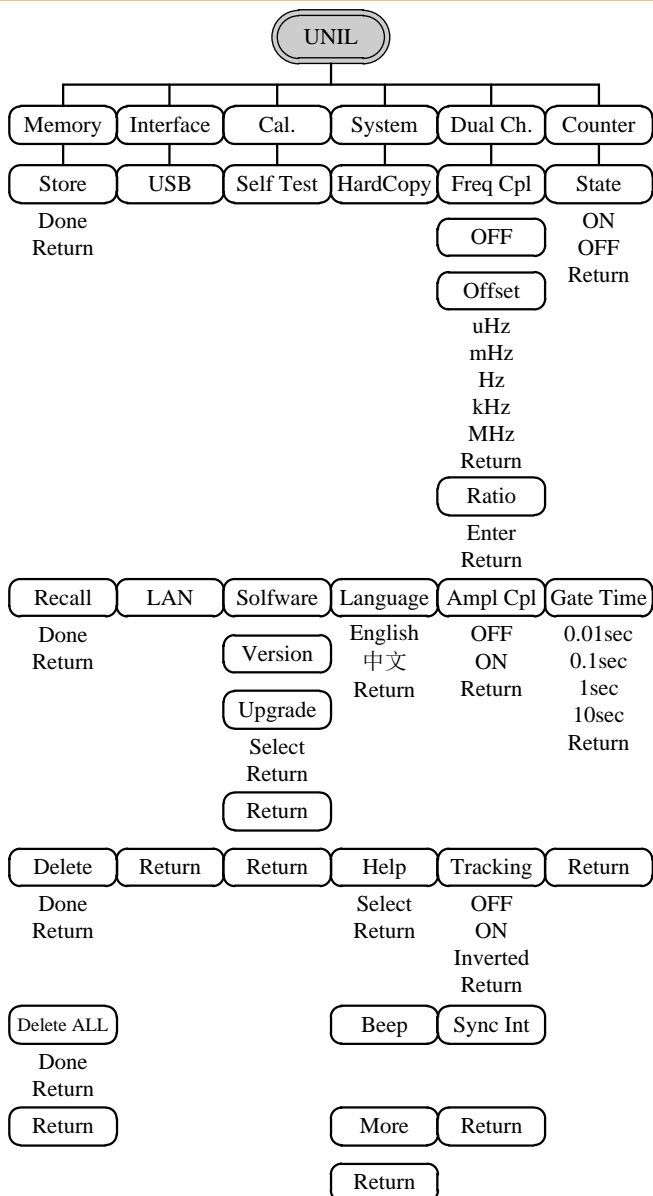 UNIL
Memory Interface Cal. System Dual Ch. Counter
Store USB Self Test HardCopy Freq Cpl State
Done ON
Return OFF OFF
Return
Offset
uHz
mHz
Hz
kHz
MHz
Return
Ratio
Enter
Return
Recall LAN Solfware Language Ampl Cpl Gate Time
Done English OFF 0.01sec
Return Version 中文 ON 0.1sec
Return Return 1sec
Upgrade 10sec
Select Return
Return
Return
Delete Return Return Help Tracking Return
Done Select OFF
Return Return ON
Inverted
Return
Delete ALL Beep Sync Int
Done
Return
Return More Return
Return